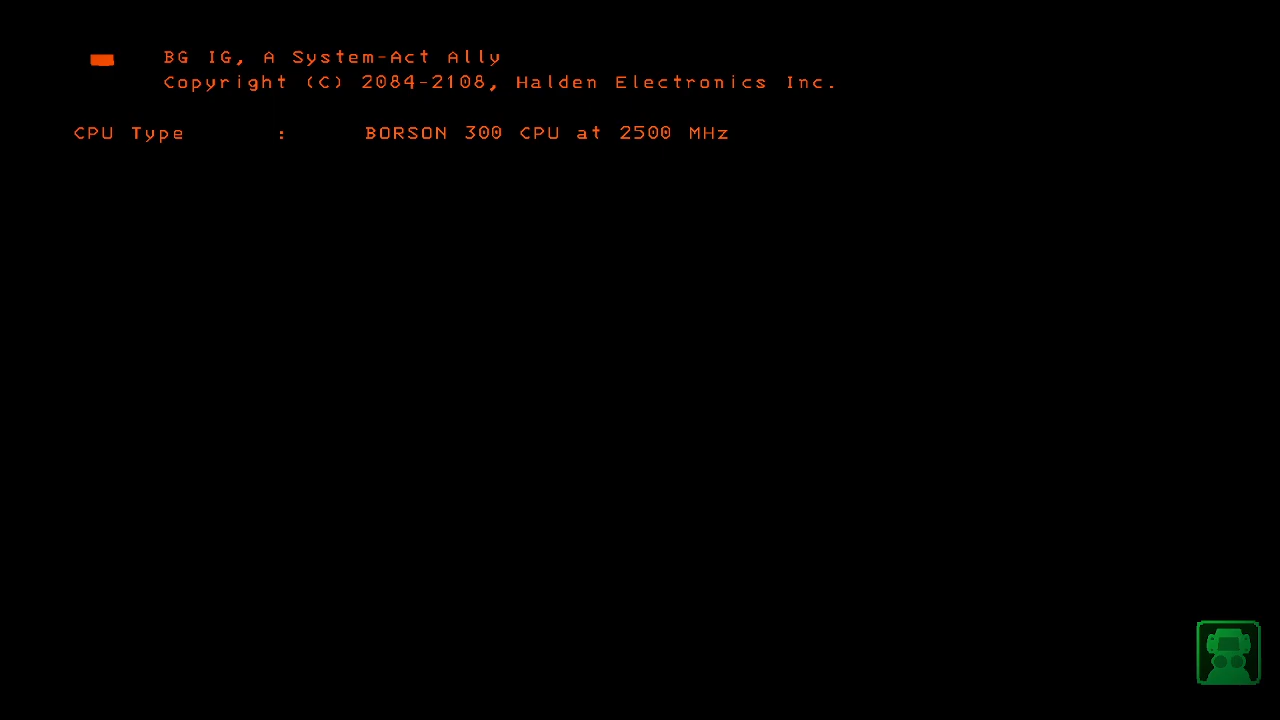 BG IG, A System-Act Ally
Copyright (C) 2084-2108, Halden Electronics Inc.
CPU Type : BORSON 300 CPU at 2500 MHz